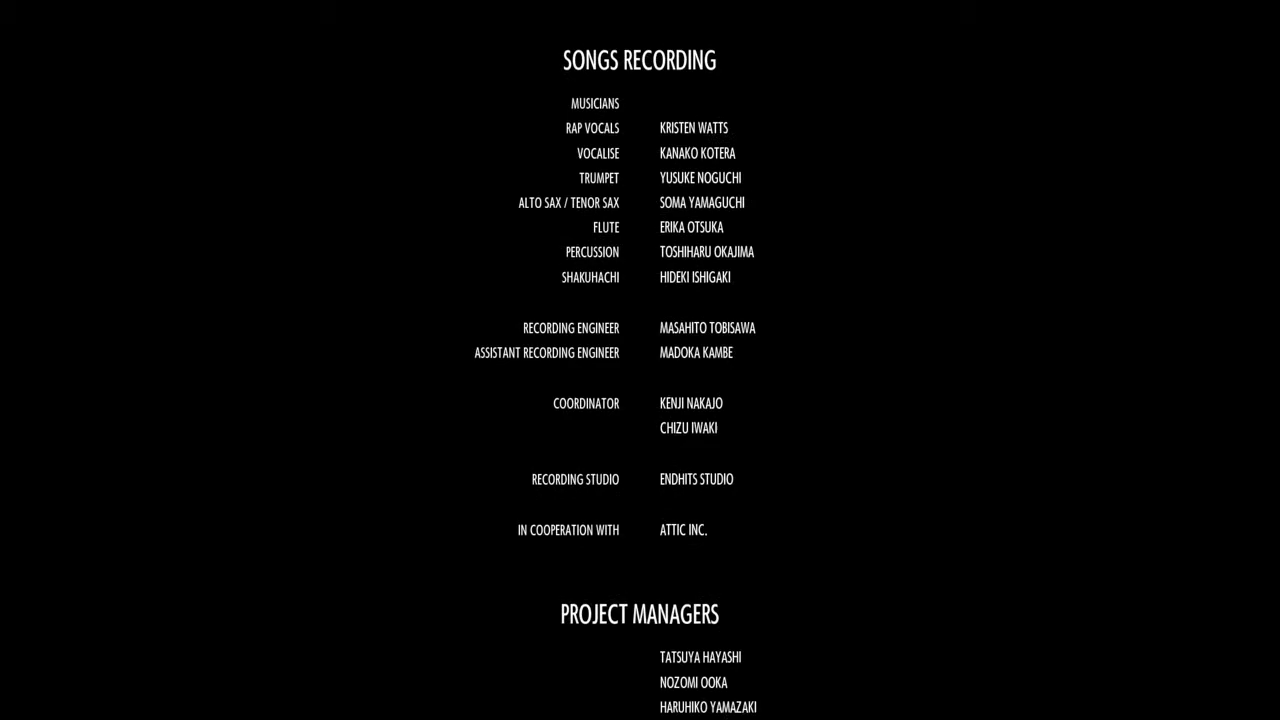 SONGS RECORDING
MUSICIANS
RAP VOCALS KRISTEN WATTS
VOCALISE KANAKO KOTERA
TRUMPET YUSUKE NOGUCHI
ALTO SAX / TENOR SAX SOMA YAMAGUCHI
FLUTE ERIKA OTSUKA
PERCUSSION TOSHIHARU OKAJIMA
SHAKUHACHI HIDEKI ISHIGAKI
RECORDING ENGINEER MASAHITO TOBISAWA
ASSISTANT RECORDING ENGINEER MADOKA KAMBE
COORDINATOR KENJI NAKAJO
CHIZU IWAKI
RECORDING STUDIO ENDHITS STUDIO
IN COOPERATION WITH ATTIC INC.
PROJECT MANAGERS
TATSUYA HAYASHI
NOZOMI OOKA
HARUHIKO YAMAZAKI